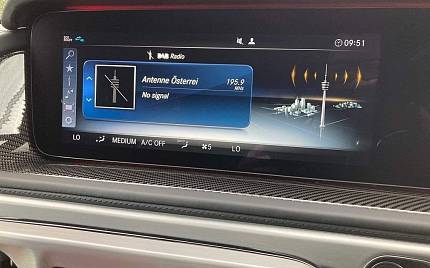 09:51
DAB Radio
Antenne Österrei 195.9
MHz
No signal
LO MEDIUM A/C OFF 5 LO